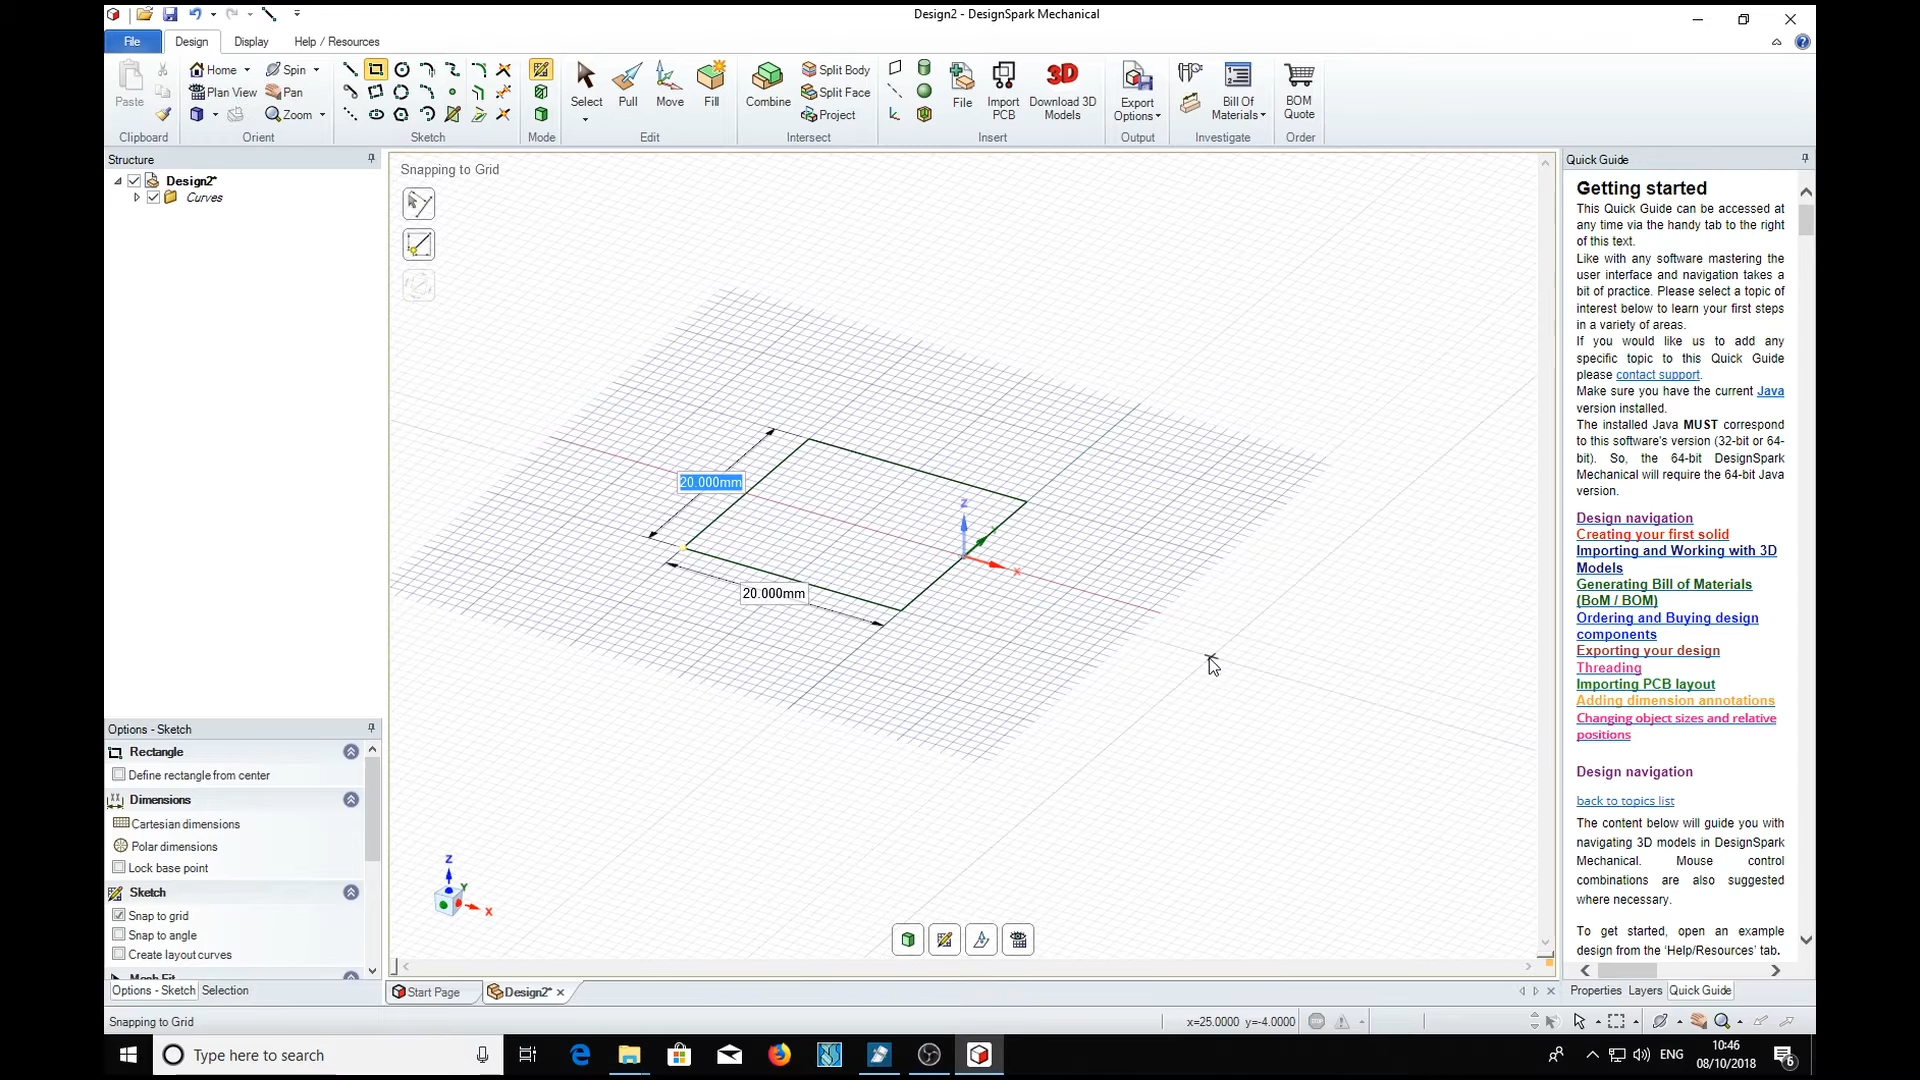 Design2 - DesignSpark Mechanical
File
Design
Display
Help / Resources
Paste
Home
Spin
Plan View
Pan
Zoom
Select
Pull
Move
Fill
Combine
Split Body
Split Face
Project
File
Import
PCB
Download 3D
Models
3D
Export
Options
Bill Of
Materials
BOM
Quote
Clipboard
Orient
Sketch
Mode
Edit
Intersect
Insert
Output
Investigate
Order
Structure
Design2*
Curves
Snapping to Grid
20.000mm
20.000mm
Z
X
Z
Y
X
Options - Sketch
Rectangle
Define rectangle from center
Dimensions
Cartesian dimensions
Polar dimensions
Lock base point
Sketch
Snap to grid
Snap to angle
Create layout curves
Mesh Fit
Options - Sketch
Selection
Start Page
Design2*
Quick Guide
Getting started
This Quick Guide can be accessed at
any time via the handy tab to the right
of this text.
Like with any software mastering the
user interface and navigation takes a
bit of practice. Please select a topic of
interest below to learn your first steps
in a variety of areas.
If you would like us to add any
specific topic to this Quick Guide
please contact support.
Make sure you have the current Java
version installed.
The installed Java MUST correspond
to this software's version (32-bit or 64-
bit). So, the 64-bit DesignSpark
Mechanical will require the 64-bit Java
version.
Design navigation
Creating your first solid
Importing and Working with 3D
Models
Generating Bill of Materials
(BoM / BOM)
Ordering and Buying design
components
Exporting your design
Threading
Importing PCB layout
Adding dimension annotations
Changing object sizes and relative
positions
Design navigation
back to topics list
The content below will guide you with
navigating 3D models in DesignSpark
Mechanical. Mouse control
combinations are also suggested
where necessary.
To get started, open an example
design from the 'Help/Resources' tab.
Properties
Layers
Quick Guide
Snapping to Grid
x=25.0000 y=-4.0000
Type here to search
ENG
10:46
08/10/2018
6